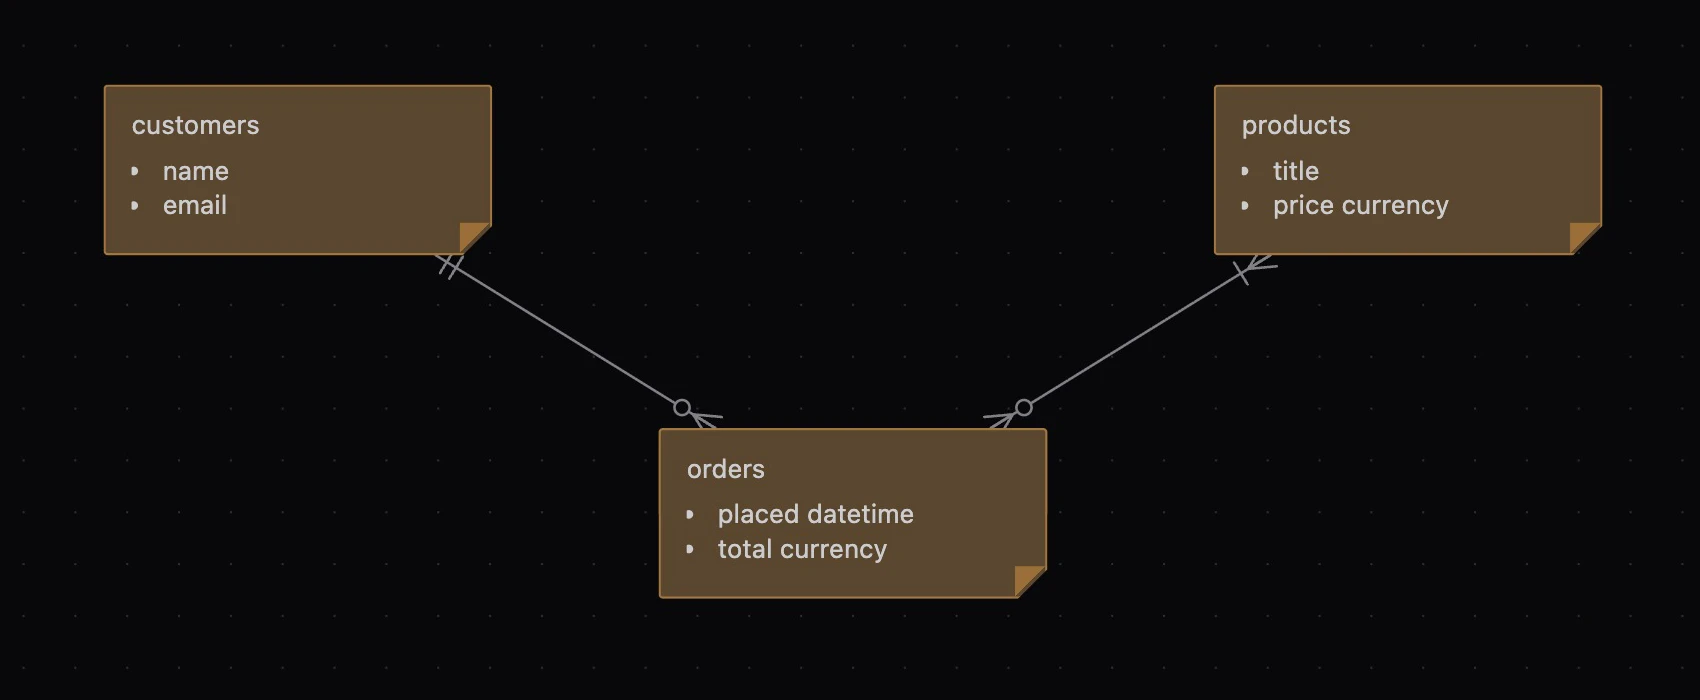 customers
name
email
products
title
price currency
orders
placed datetime
total currency